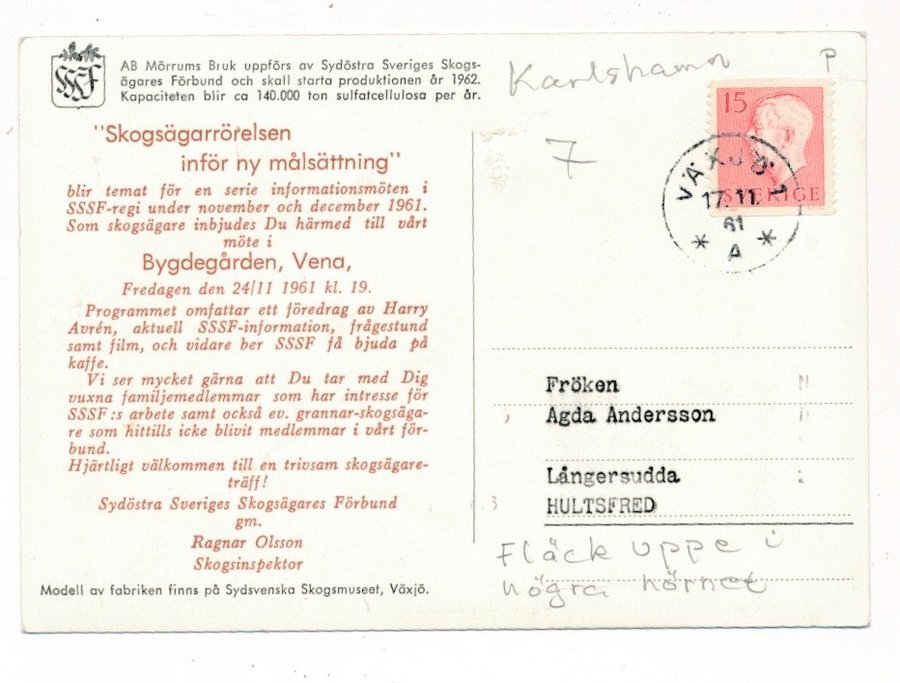 SSSF
AB Mörrums Bruk uppförs av Sydöstra Sveriges Skogs-
ägares Förbund och skall starta produktionen år 1962.
Kapaciteten blir ca 140.000 ton sulfatcellulosa per år.
"Skogsägarrörelsen
inför ny målsättning"
blir temat för en serie informationsmöten i
SSSF-regi under november och december 1961.
Som skogsägare inbjudes Du härmed till vårt
möte i
Bygdegården, Vena,
Fredagen den 24/11 1961 kl. 19.
Programmet omfattar ett föredrag av Harry
Avrén, aktuell SSSF-information, frågestund
samt film, och vidare ber SSSF få bjuda på
kaffe.
Vi ser mycket gärna att Du tar med Dig
vuxna familjemedlemmar som har intresse för
SSSF:s arbete samt också ev. grannar-skogsäga-
re som hittills icke blivit medlemmar i vårt för-
bund.
Hjärtligt välkommen till en trivsam skogsägare-
träff!
Sydöstra Sveriges Skogsägares Förbund
gm.
Ragnar Olsson
Skogsinspektor
Modell av fabriken finns på Sydsvenska Skogsmuseet, Växjö.
Karlshamn
P
7
15
SVERIGE
VÄXJÖ 1
17.11.
61
A
Fröken
Agda Andersson
Långersudda
HULTSFRED
3
Fläck uppe i
högra hörnet